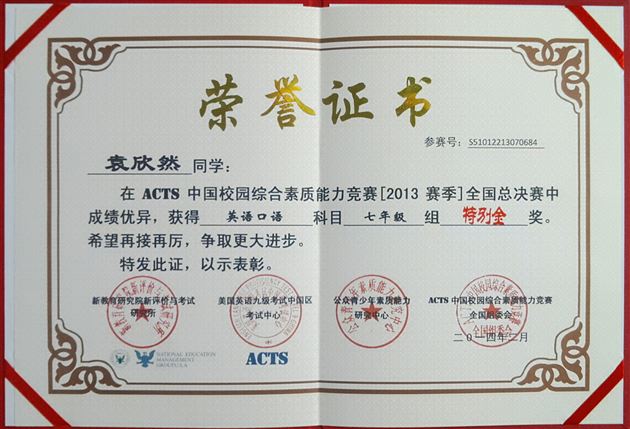 荣誉证书
参赛号：S51012213070684
袁欣然同学：
在 ACTS 中国校园综合素质能力竞赛[2013 赛季]全国总决赛中
成绩优异，获得 英语口语 科目 七年级 组 特别金 奖。
希望再接再厉，争取更大进步。
特发此证，以示表彰。
新教育研究院新评价与考试
研究所
美国英语九级考试中国区
考试中心
公众青少年素质能力
研究中心
ACTS 中国校园综合素质能力竞赛
全国组委会
全国组委会
二〇一四年二月
NATIONAL EDUCATION
MANAGEMENT
GROUP,U.S.A
ACTS